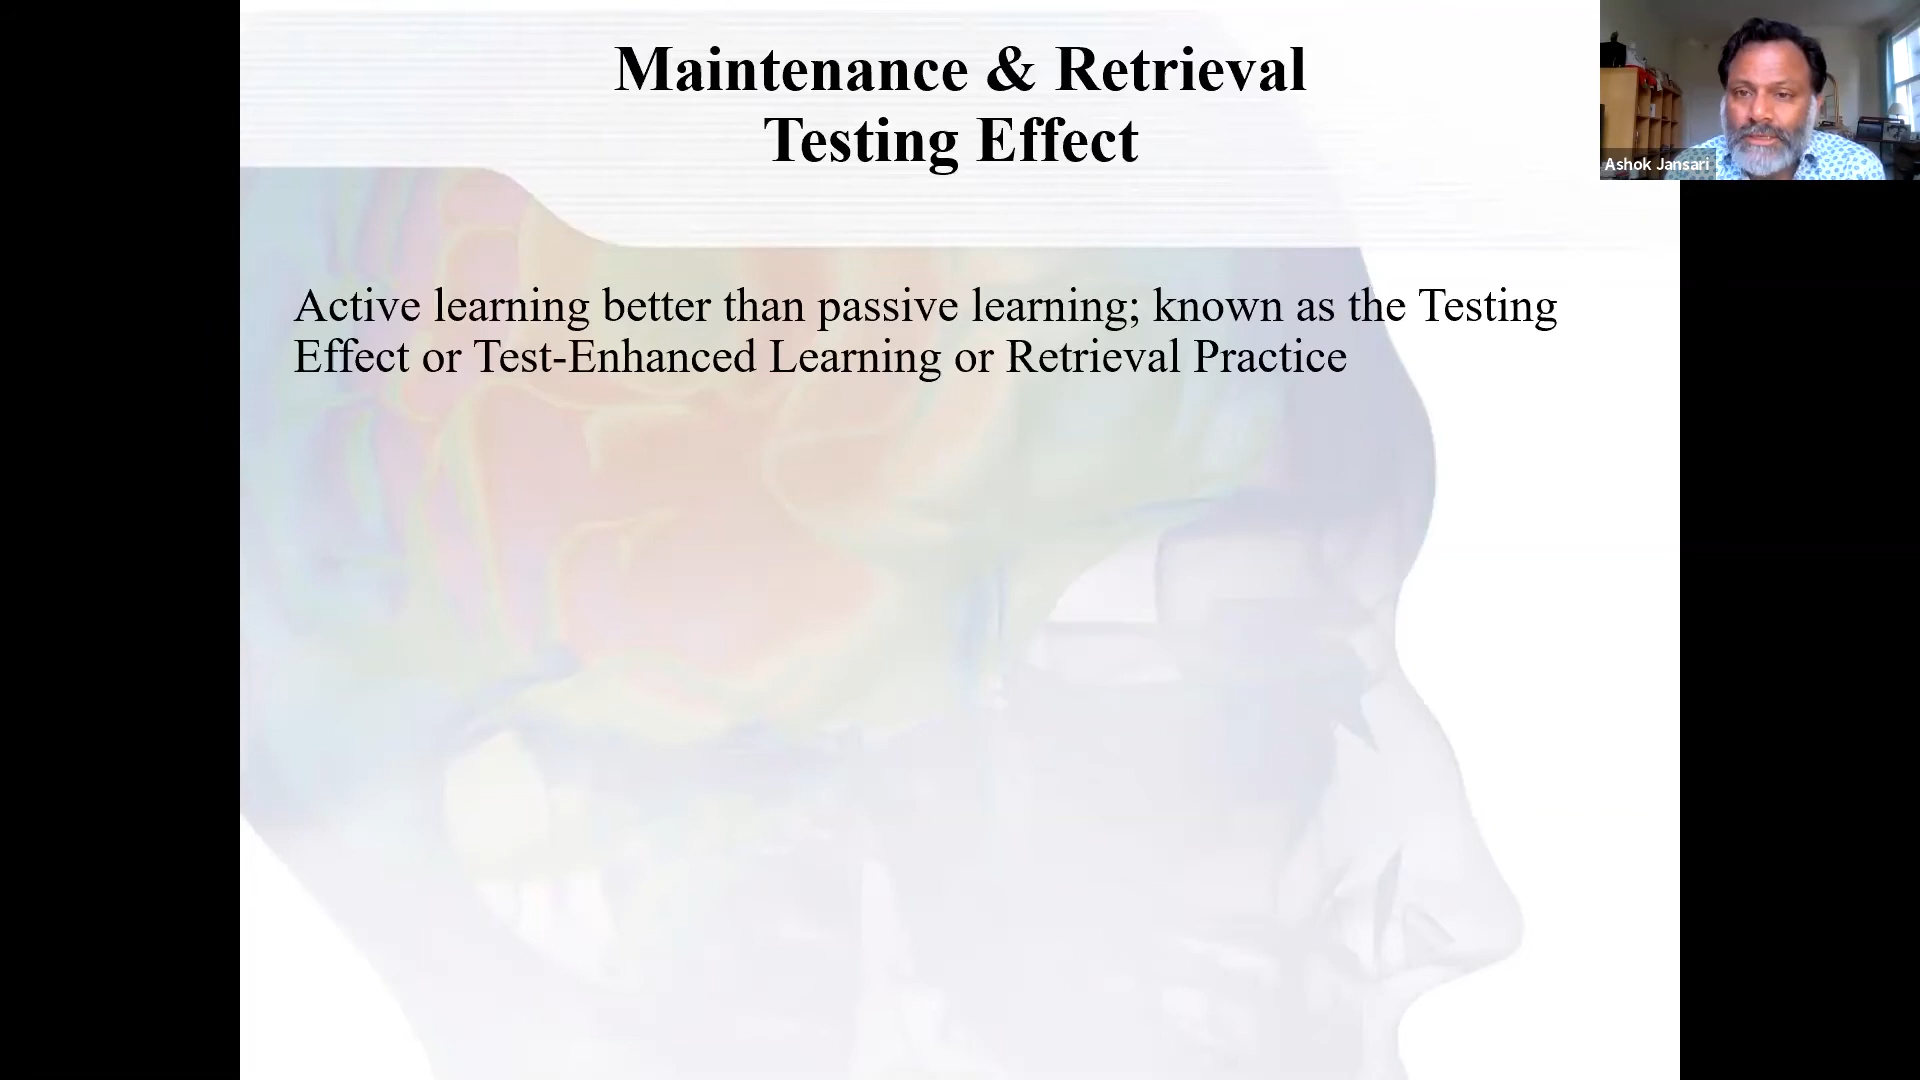 Maintenance & Retrieval
Testing Effect
Ashok Jansari
Active learning better than passive learning; known as the Testing
Effect or Test-Enhanced Learning or Retrieval Practice